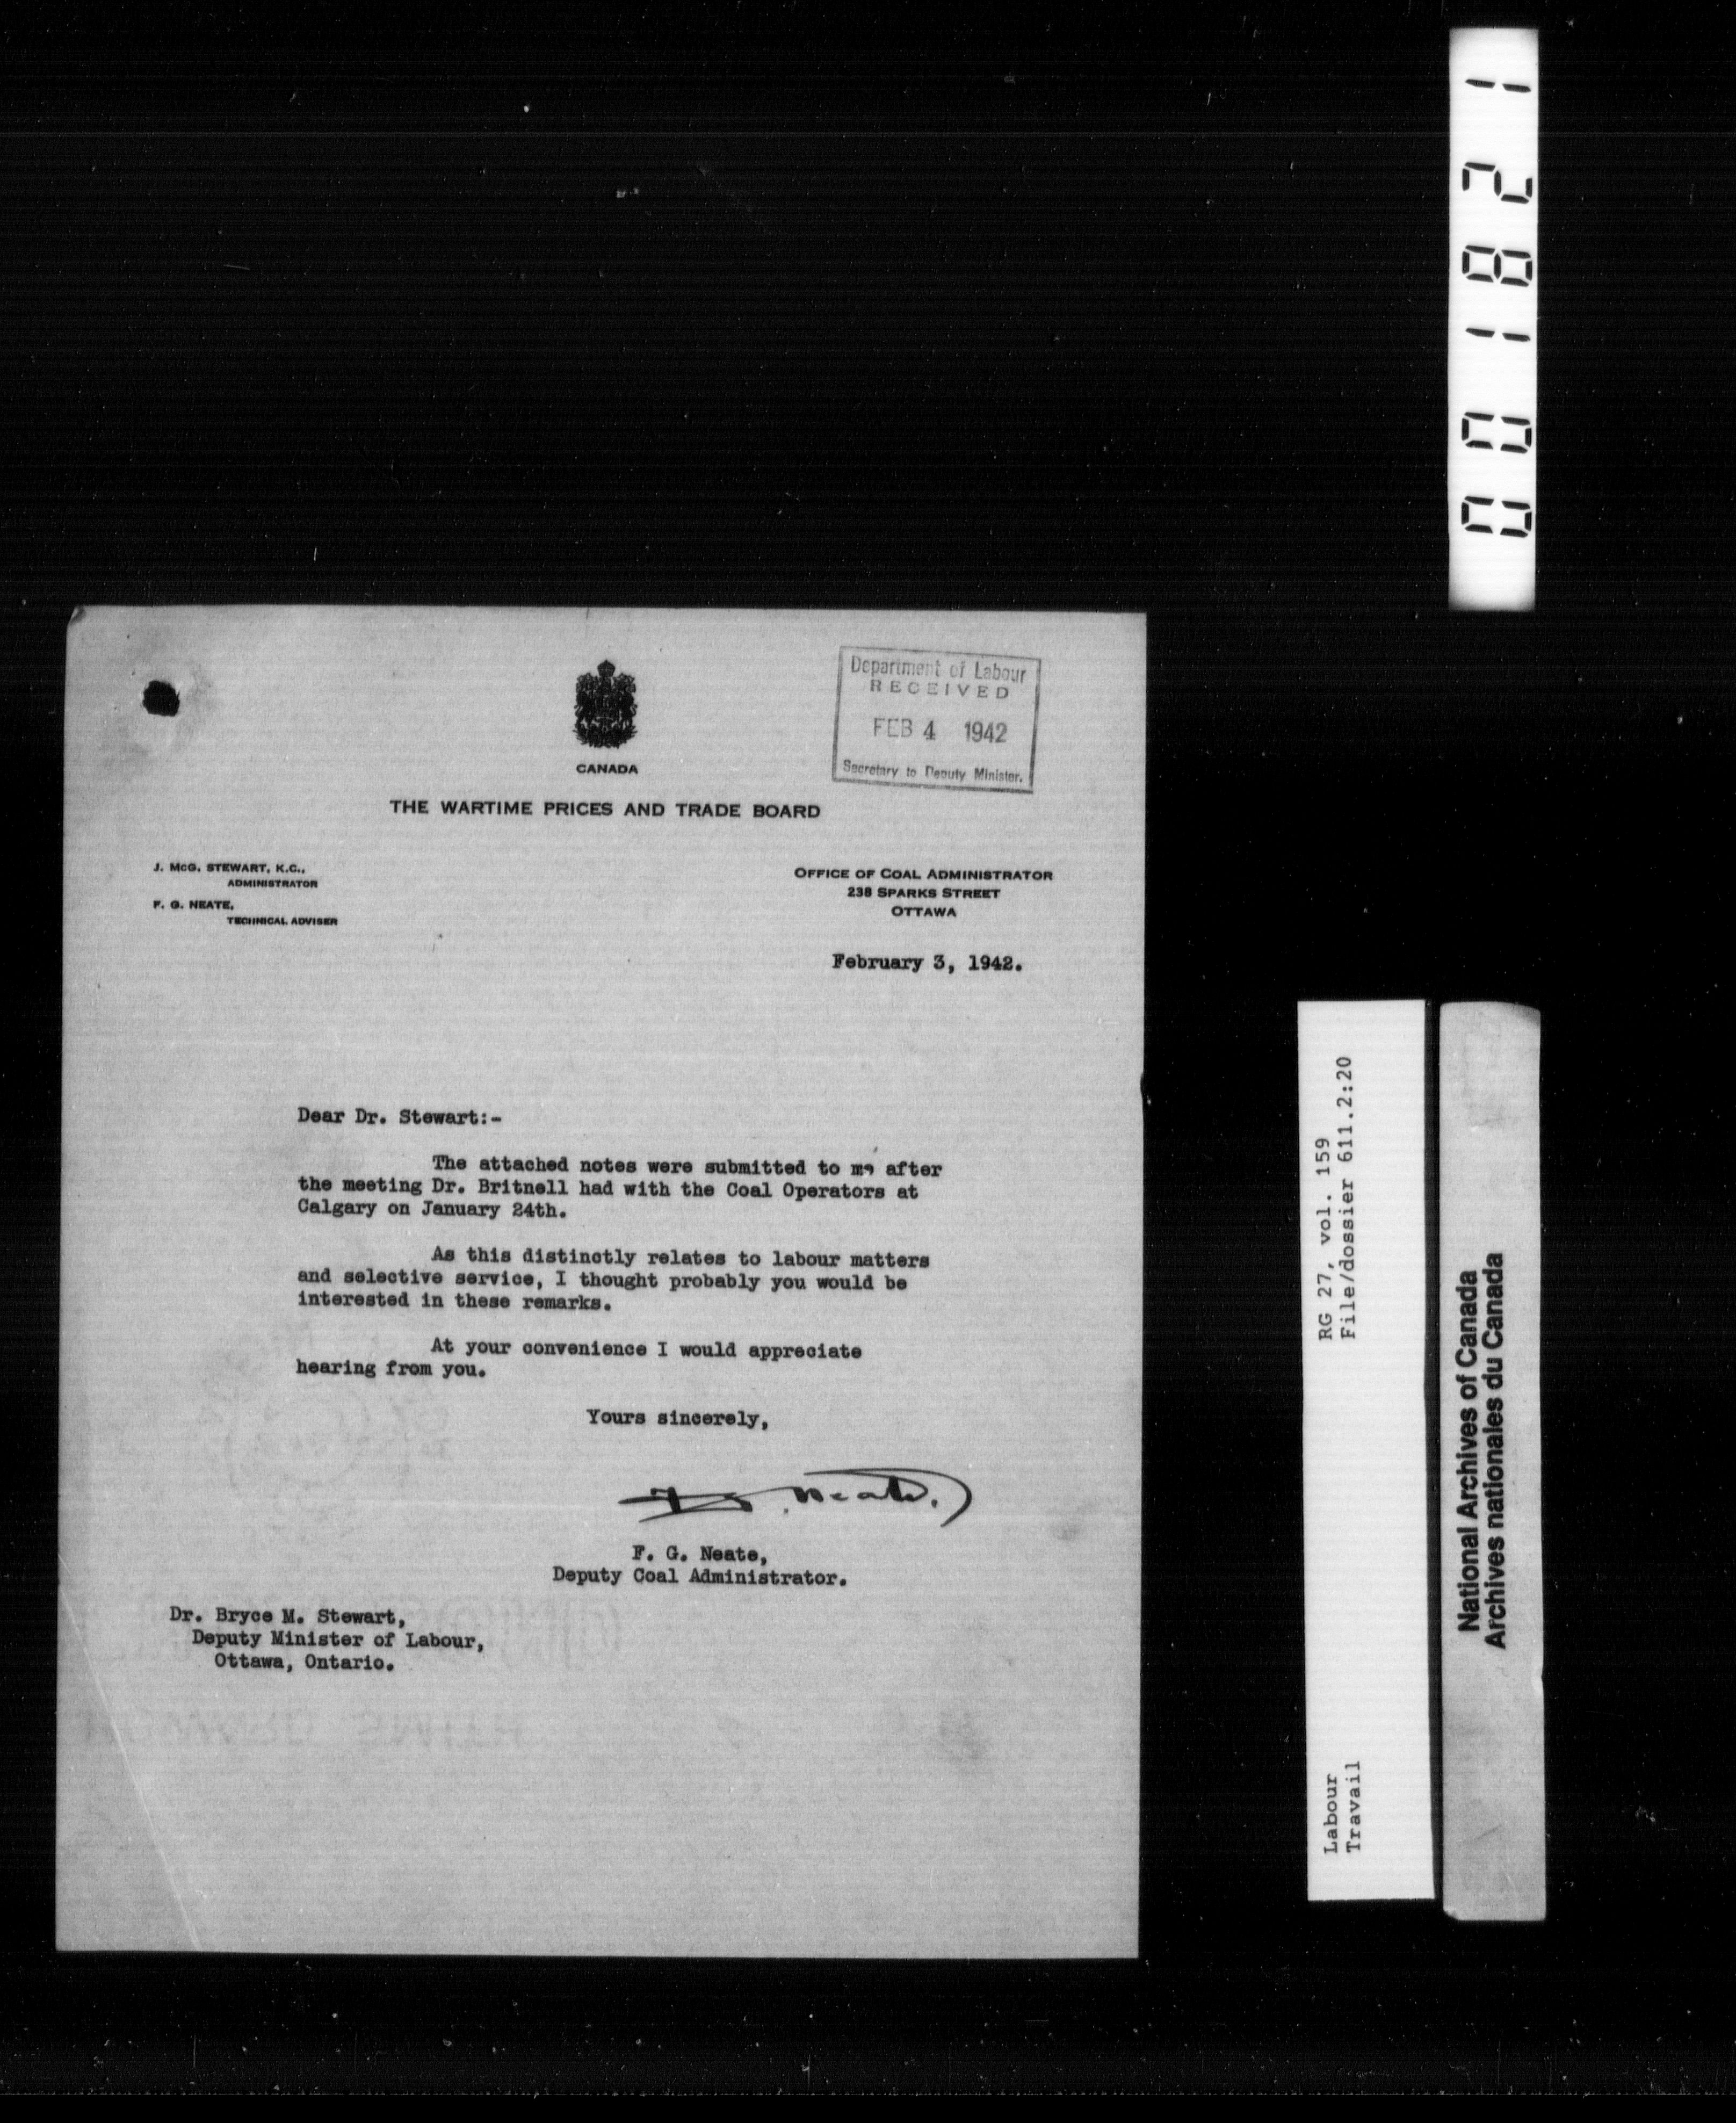 001821
Department of Labour
RECEIVED
FEB 4 1942
Secretary to Deputy Minister.
CANADA
THE WARTIME PRICES AND TRADE BOARD
J. McG. STEWART, K.C.,
ADMINISTRATOR
F. G. NEATE,
TECHNICAL ADVISER
OFFICE OF COAL ADMINISTRATOR
238 SPARKS STREET
OTTAWA
February 3, 1942.
Dear Dr. Stewart:-
The attached notes were submitted to me after
the meeting Dr. Britnell had with the Coal Operators at
Calgary on January 24th.
As this distinctly relates to labour matters
and selective service, I thought probably you would be
interested in these remarks.
At your convenience I would appreciate
hearing from you.
Yours sincerely,
F. G. Neate.
F. G. Neate,
Deputy Coal Administrator.
Dr. Bryce M. Stewart,
Deputy Minister of Labour,
Ottawa, Ontario.
RG 27, vol. 159
File/dossier 611.2:20
Labour
Travail
National Archives of Canada
Archives nationales du Canada